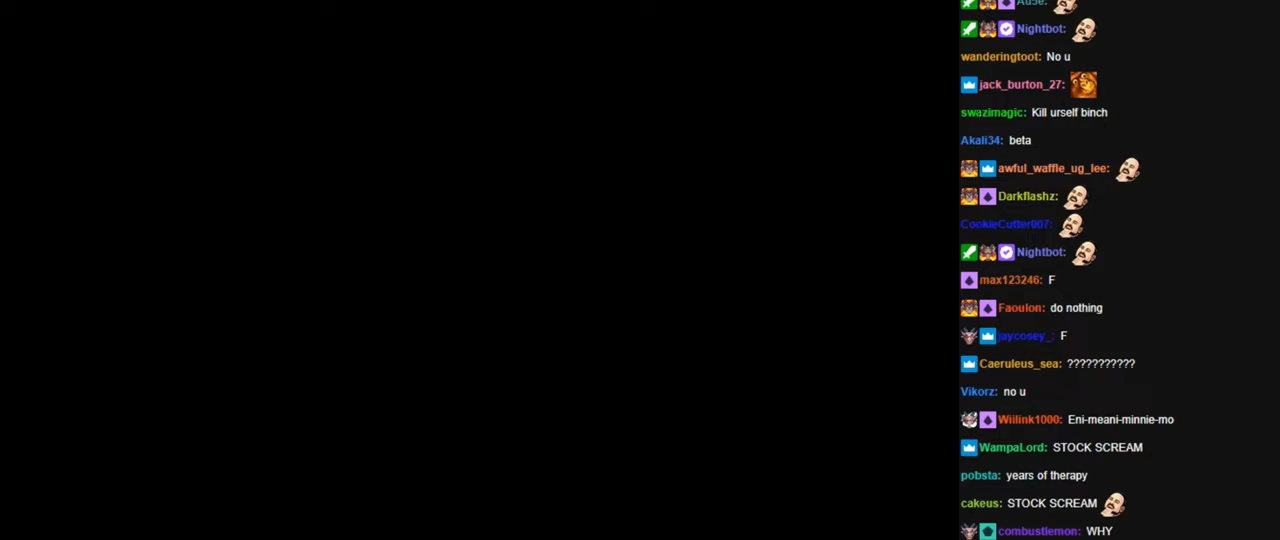 Au5e:
Nightbot:
wanderingtoot: No u
jack_burton_27:
swazimagic: Kill urself binch
Akali34: beta
awful_waffle_ug_lee:
Darkflashz:
CookieCutter007:
Nightbot:
max123246: F
Faoulon: do nothing
jaycosey_: F
Caeruleus_sea: ???????????
Vikorz: no u
Wiilink1000: Eni-meani-minnie-mo
WampaLord: STOCK SCREAM
pobsta: years of therapy
cakeus: STOCK SCREAM
combustlemon: WHY